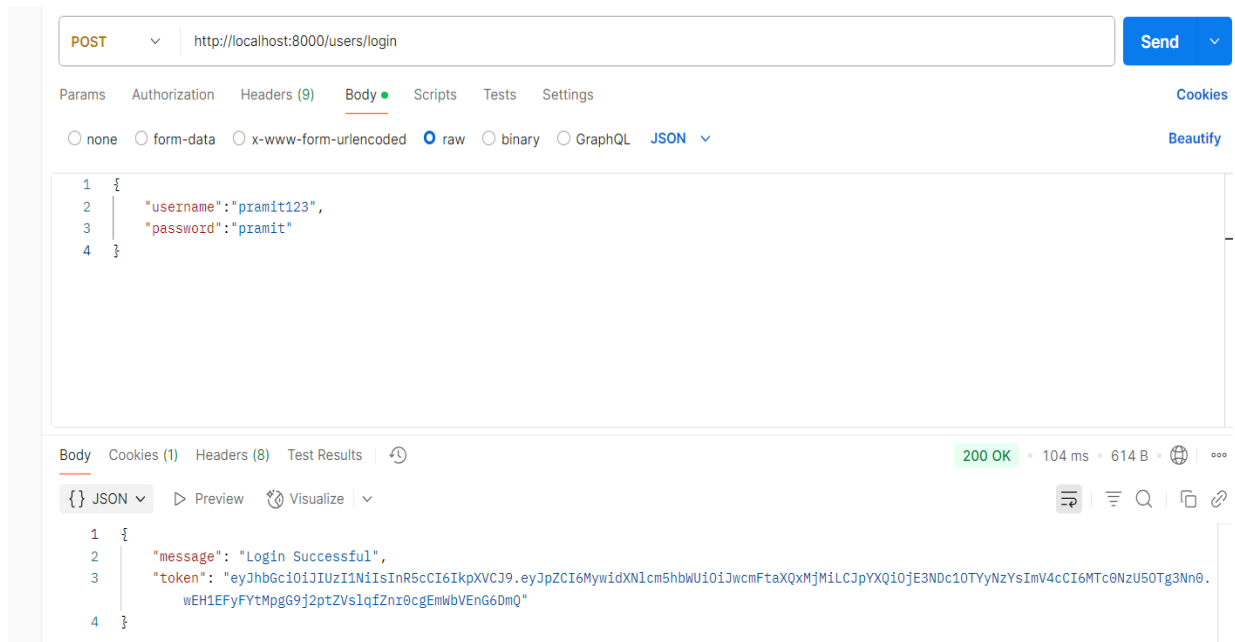 POST http://localhost:8000/users/login Send
Params Authorization Headers (9) Body Scripts Tests Settings Cookies
none form-data x-www-form-urlencoded raw binary GraphQL JSON Beautify
1 {
2 "username":"pramit123",
3 "password":"pramit"
4 }
Body Cookies (1) Headers (8) Test Results 200 OK 104 ms 614 B
{} JSON Preview Visualize
1 {
2 "message": "Login Successful",
3 "token": "eyJhbGciOiJIUzI1NiIsInR5cCI6IkpXVCJ9.eyJpZCI6MywidXNlcm5hbWUiOiJwcmFtaXQxMjMiLCJpYXQiOjE3NDc1OTYyNzYsImV4cCI6MTc0NzU5OTg3Nn0.
wEH1EFyFYtMpgG9j2ptZVslqfZnr0cgEmWbVEnG6DmQ"
4 }